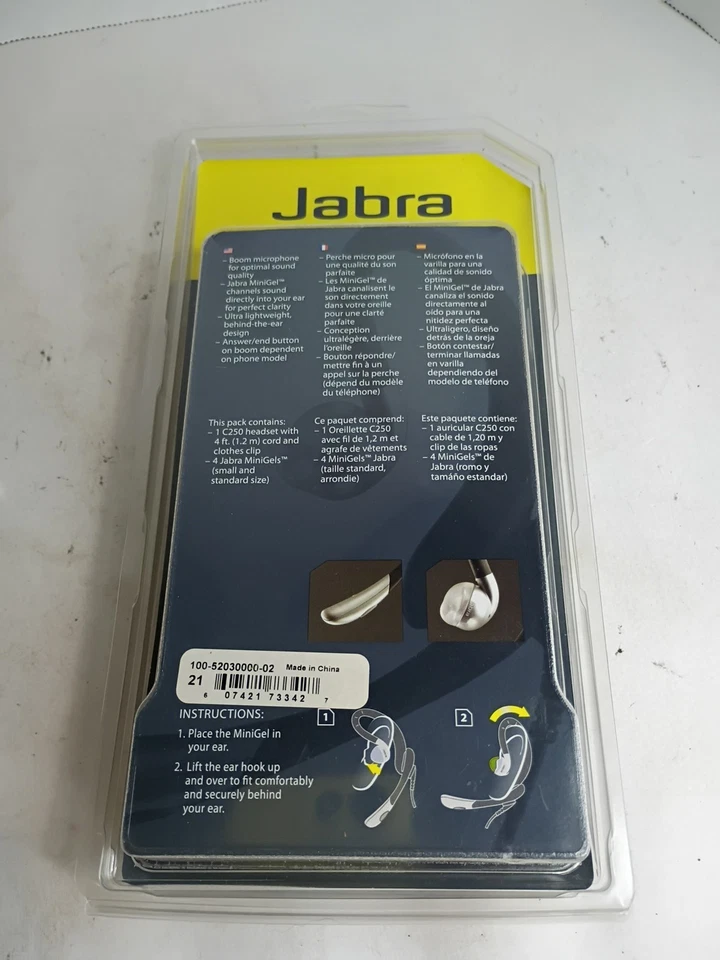 Jabra
– Boom microphone
for optimal sound
quality
– Jabra MiniGel™
channels sound
directly into your ear
for perfect clarity
– Ultra lightweight,
behind-the-ear
design
– Answer/end button
on boom dependent
on phone model
– Perche micro pour
une qualité du son
parfaite
– Les MiniGel™ de
Jabra canalisent le
son directement
dans votre oreille
pour une clarté
parfaite
– Conception
ultralégère, derrière
l'oreille
– Bouton répondre/
mettre fin à un
appel sur la perche
(dépend du modèle
du téléphone)
– Micrófono en la
varilla para una
calidad de sonido
óptima
– El MiniGel™ de Jabra
canaliza el sonido
directamente al
oído para una
nitidez perfecta
– Ultraligero, diseño
detrás de la oreja
– Botón contestar/
terminar llamadas
en varilla
dependiendo del
modelo de teléfono
This pack contains:
– 1 C250 headset with
4 ft. (1.2 m) cord and
clothes clip
– 4 Jabra MiniGels™
(small and
standard size)
Ce paquet comprend:
– 1 Oreillette C250
avec fil de 1,2 m et
agrafe de vêtements
– 4 MiniGels™ Jabra
(taille standard,
arrondie)
Este paquete contiene:
– 1 auricular C250 con
cable de 1,20 m y
clip de las ropas
– 4 MiniGels™ de
Jabra (romo y
tamáño estandar)
100-52030000-02 Made in China
21
6 07421 73342 7
INSTRUCTIONS:
1. Place the MiniGel in
your ear.
2. Lift the ear hook up
and over to fit comfortably
and securely behind
your ear.
1
2